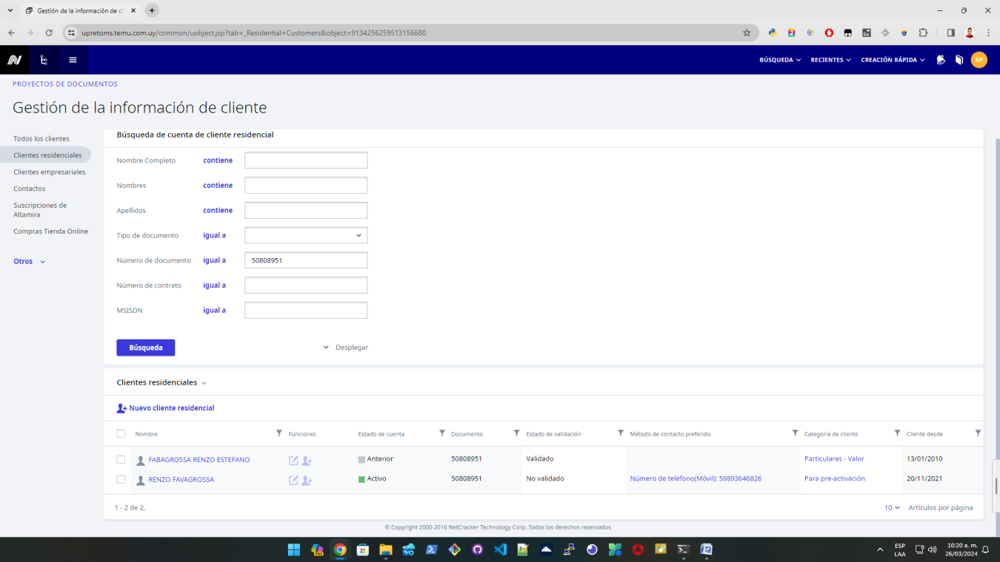 Gestión de la información de cl
upretoms.temu.com.uy/common/uobject.jsp?tab=_Residential+Customers&object=9134256259513156680
BÚSQUEDA
RECIENTES
CREACIÓN RÁPIDA
RP
PROYECTOS DE DOCUMENTOS
Gestión de la información de cliente
Todos los clientes
Clientes residenciales
Clientes empresariales
Contactos
Suscripciones de
Altamira
Compras Tienda Online
Otros
Búsqueda de cuenta de cliente residencial
Nombre Completo contiene
Nombres contiene
Apellidos contiene
Tipo de documento igual a
Número de documento igual a 50808951
Número de contrato igual a
MSISDN igual a
Búsqueda Desplegar
Clientes residenciales
Nuevo cliente residencial
Nombre Funciones Estado de cuenta Documento Estado de validación Método de contacto preferido Categoría de cliente Cliente desde
FABAGROSSA RENZO ESTEFANO Anterior 50808951 Validado Particulares - Valor 13/01/2010
RENZO FAVAGROSSA Activo 50808951 No validado Número de teléfono(Móvil): 59893646826 Para pre-activación 20/11/2021
1 - 2 de 2, 10 Artículos por página
© Copyright 2000-2016 NetCracker Technology Corp. Todos los derechos reservados
ESP
LAA
10:20 a. m.
26/03/2024